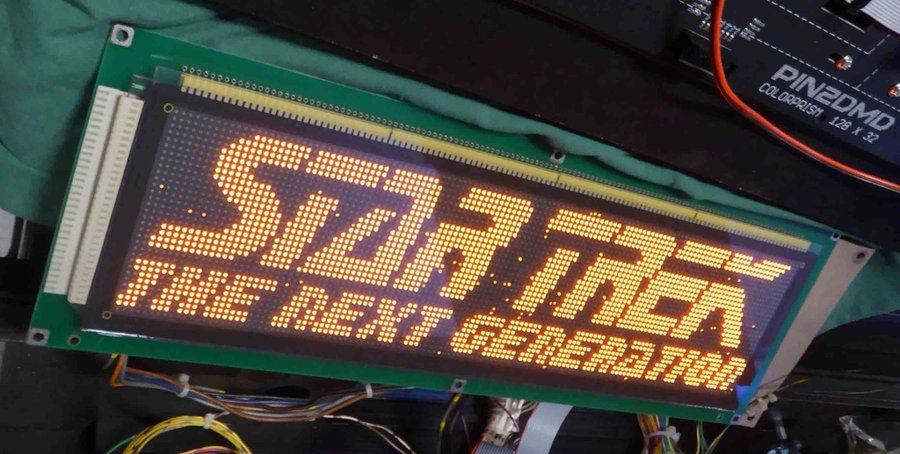 STAR TREK
THE NEXT GENERATION
PIN2DMD
COLORPRISM 128 X 32